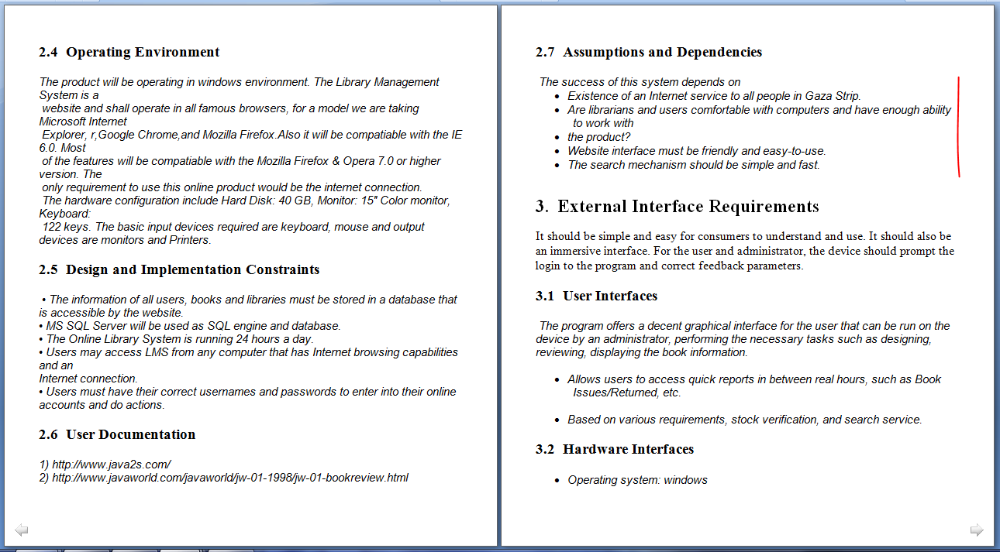 2.4 Operating Environment
The product will be operating in windows environment. The Library Management
System is a
website and shall operate in all famous browsers, for a model we are taking
Microsoft Internet
Explorer, r,Google Chrome,and Mozilla Firefox.Also it will be compatiable with the IE
6.0. Most
of the features will be compatiable with the Mozilla Firefox & Opera 7.0 or higher
version. The
only requirement to use this online product would be the internet connection.
The hardware configuration include Hard Disk: 40 GB, Monitor: 15" Color monitor,
Keyboard:
122 keys. The basic input devices required are keyboard, mouse and output
devices are monitors and Printers.
2.5 Design and Implementation Constraints
• The information of all users, books and libraries must be stored in a database that
is accessible by the website.
• MS SQL Server will be used as SQL engine and database.
• The Online Library System is running 24 hours a day.
• Users may access LMS from any computer that has Internet browsing capabilities
and an
Internet connection.
• Users must have their correct usernames and passwords to enter into their online
accounts and do actions.
2.6 User Documentation
1) http://www.java2s.com/
2) http://www.javaworld.com/javaworld/jw-01-1998/jw-01-bookreview.html
2.7 Assumptions and Dependencies
The success of this system depends on
• Existence of an Internet service to all people in Gaza Strip.
• Are librarians and users comfortable with computers and have enough ability
to work with
• the product?
• Website interface must be friendly and easy-to-use.
• The search mechanism should be simple and fast.
3. External Interface Requirements
It should be simple and easy for consumers to understand and use. It should also be
an immersive interface. For the user and administrator, the device should prompt the
login to the program and correct feedback parameters.
3.1 User Interfaces
The program offers a decent graphical interface for the user that can be run on the
device by an administrator, performing the necessary tasks such as designing,
reviewing, displaying the book information.
• Allows users to access quick reports in between real hours, such as Book
Issues/Returned, etc.
• Based on various requirements, stock verification, and search service.
3.2 Hardware Interfaces
• Operating system: windows